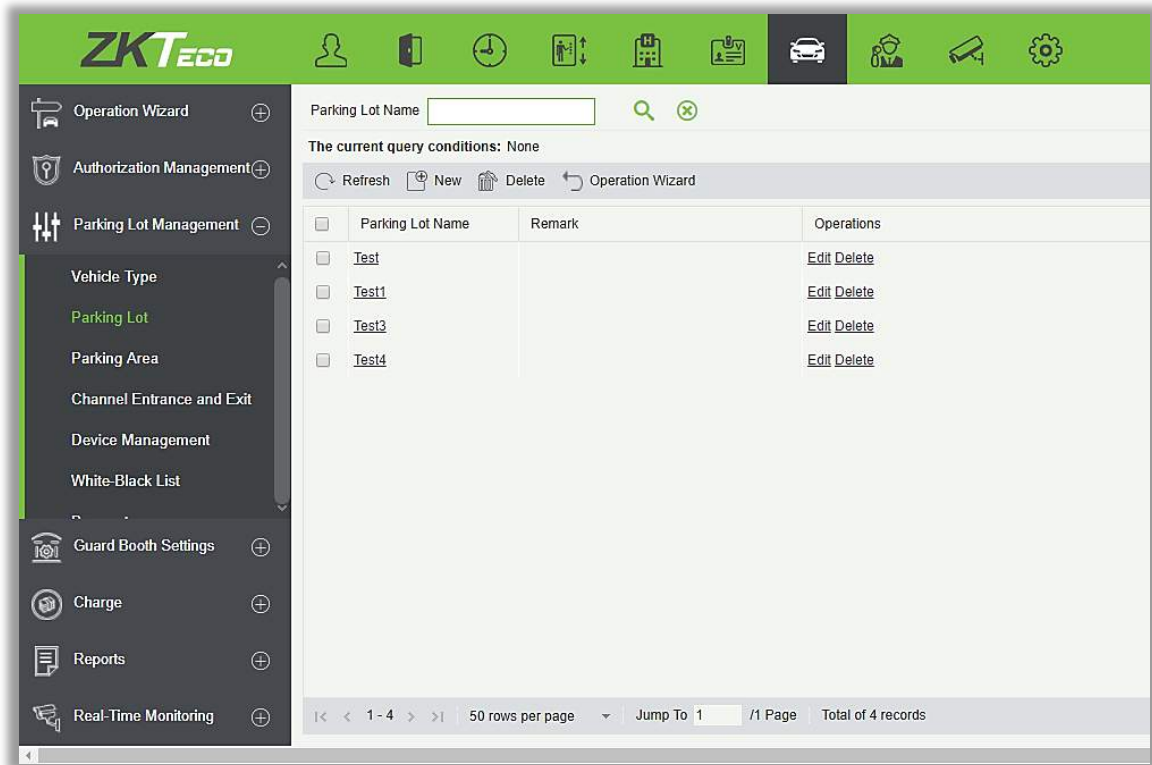 ZKTeco
Operation Wizard
Authorization Management
Parking Lot Management
Vehicle Type
Parking Lot
Parking Area
Channel Entrance and Exit
Device Management
White-Black List
Guard Booth Settings
Charge
Reports
Real-Time Monitoring
Parking Lot Name
The current query conditions: None
Refresh New Delete Operation Wizard
Parking Lot Name Remark Operations
Test Edit Delete
Test1 Edit Delete
Test3 Edit Delete
Test4 Edit Delete
|< < 1 - 4 > >| 50 rows per page Jump To 1 /1 Page Total of 4 records